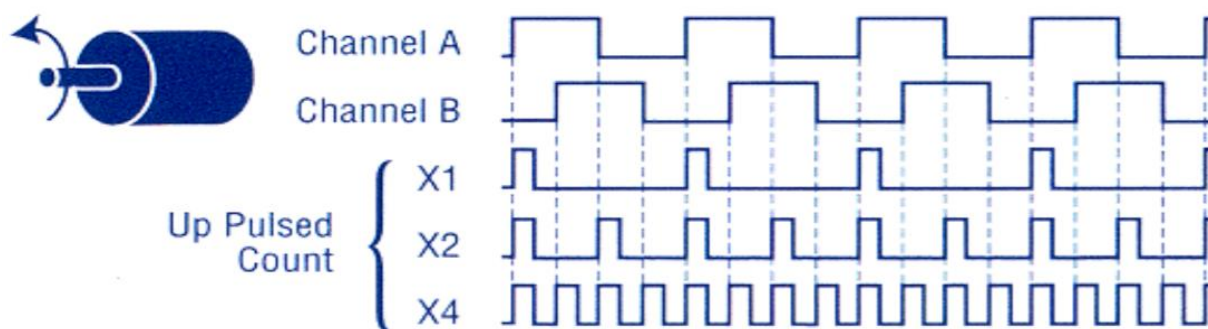 Channel A
Channel B
X1
Up Pulsed
Count
X2
X4